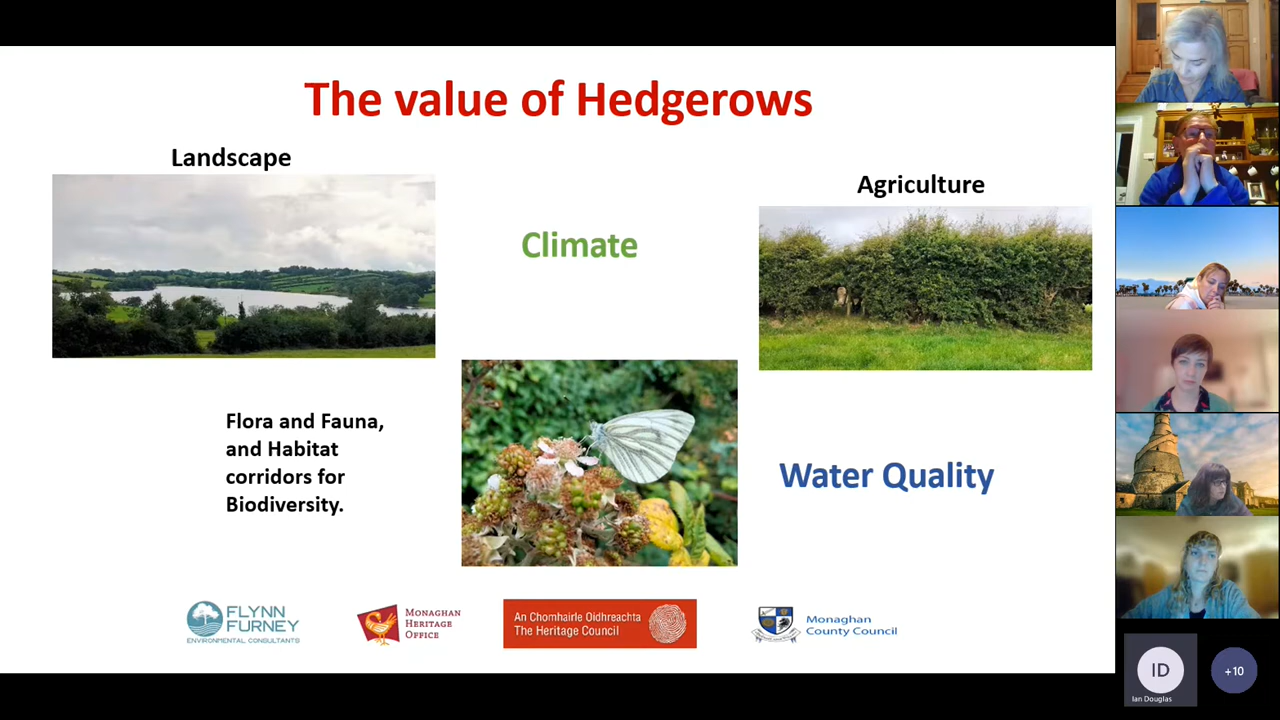 The value of Hedgerows
Landscape
Agriculture
Climate
Flora and Fauna,
and Habitat
corridors for
Biodiversity.
Water Quality
FLYNN
FURNEY
ENVIRONMENTAL CONSULTANTS
MONAGHAN
HERITAGE
OFFICE
An Chomhairle Oidhreachta
The Heritage Council
Monaghan
County Council
ID
Ian Douglas
+10